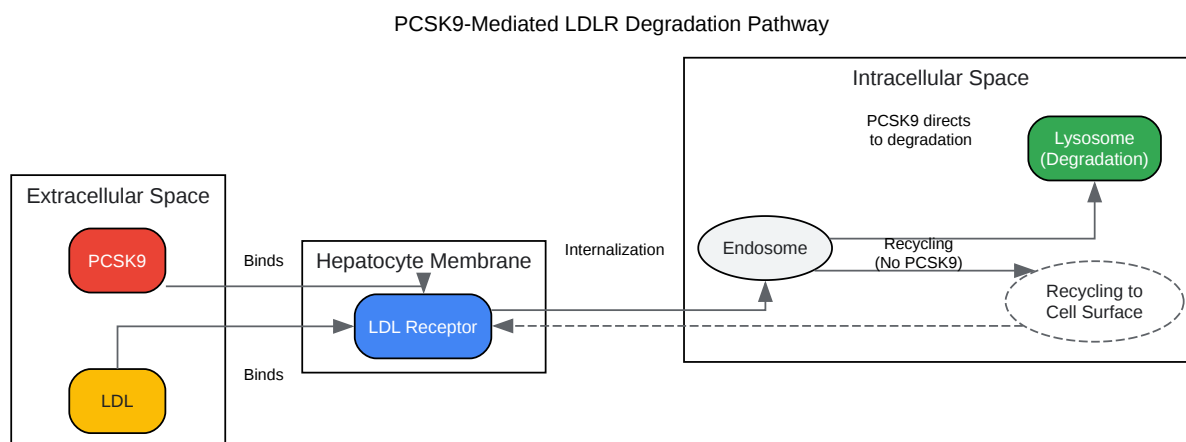 PCSK9-Mediated LDLR Degradation Pathway
Extracellular Space
PCSK9
LDL
Binds
Binds
Hepatocyte Membrane
LDL Receptor
Internalization
Intracellular Space
PCSK9 directs
to degradation
Lysosome
(Degradation)
Endosome
Recycling
(No PCSK9)
Recycling to
Cell Surface